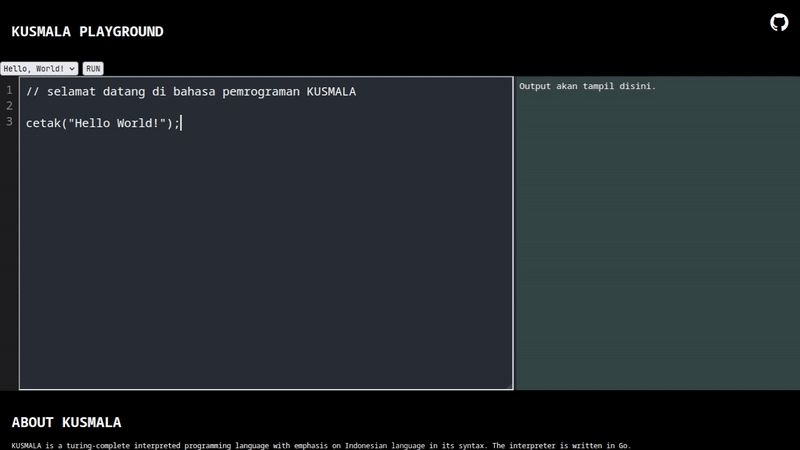 KUSMALA PLAYGROUND
Hello, World! RUN
1 // selamat datang di bahasa pemrograman KUSMALA
2
3 cetak("Hello World!");
Output akan tampil disini.
ABOUT KUSMALA
KUSMALA is a turing-complete interpreted programming language with emphasis on Indonesian language in its syntax. The interpreter is written in Go.